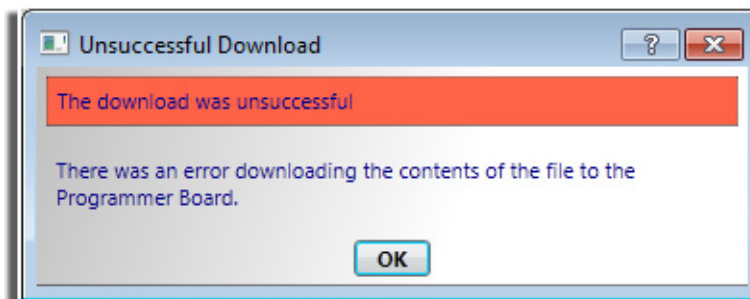 Unsuccessful Download
?
The download was unsuccessful
There was an error downloading the contents of the file to the
Programmer Board.
OK